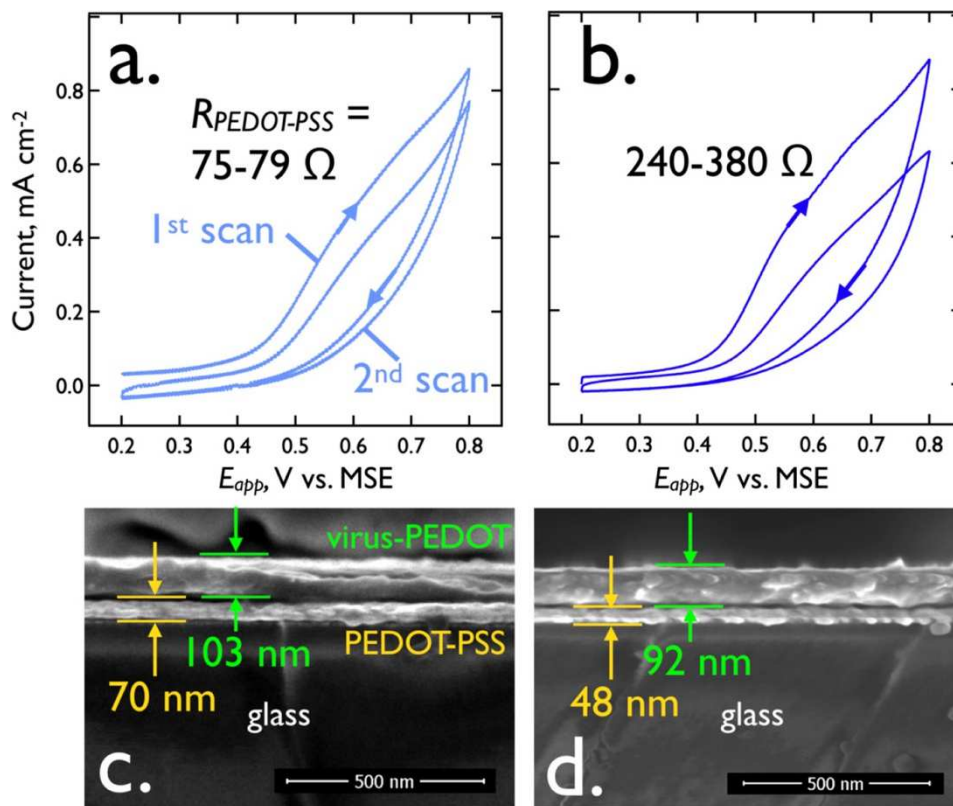 a.
R_PEDOT-PSS =
75-79 Ω
1st scan
2nd scan
Current, mA cm-2
0.8
0.6
0.4
0.2
0.0
0.2 0.3 0.4 0.5 0.6 0.7 0.8
Eapp, V vs. MSE
b.
240-380 Ω
0.2 0.3 0.4 0.5 0.6 0.7 0.8
Eapp, V vs. MSE
virus-PEDOT
PEDOT-PSS
103 nm
70 nm
glass
c.
500 nm
92 nm
48 nm
d.
500 nm